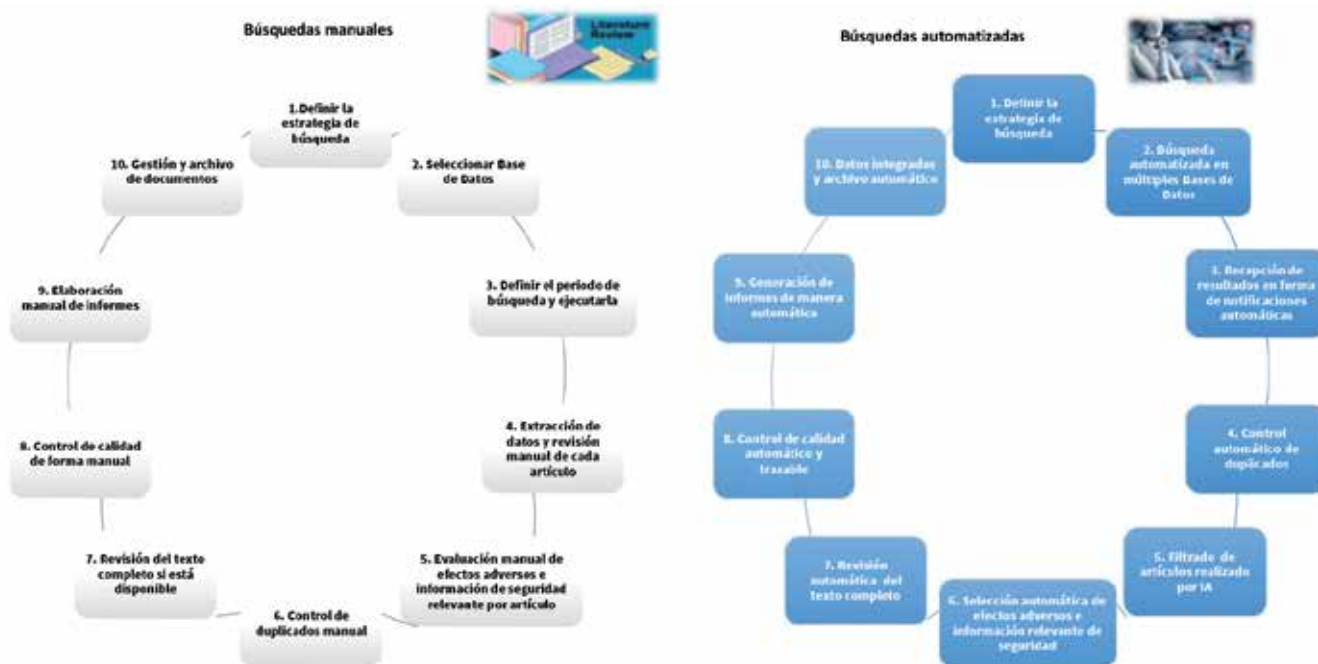 Búsquedas manuales
Literature
Review
1.Definir la
estrategia de
búsqueda
2. Seleccionar Base
de Datos
3. Definir el periodo de
búsqueda y ejecutarla
4. Extracción de
datos y revisión
manual de cada
artículo
5. Evaluación manual de
efectos adversos e
información de seguridad
relevante por artículo
6. Control de
duplicados manual
7. Revisión del texto
completo si está
disponible
8. Control de calidad
de forma manual
9. Elaboración
manual de informes
10. Gestión y archivo
de documentos
Búsquedas automatizadas
1. Definir la
estrategia de
búsqueda
2. Búsqueda
automatizada en
múltiples Bases de
Datos
3. Recepción de
resultados en forma
de notificaciones
automáticas
4. Control
automático de
duplicados
5. Filtrado de
artículos realizado
por IA
6. Selección automática de
efectos adversos e
información relevante de
seguridad
7. Revisión
automática del
texto completo
8. Control de calidad
automático y
trazable
9. Generación de
informes de manera
automática
10. Datos integrados
y archivo automático